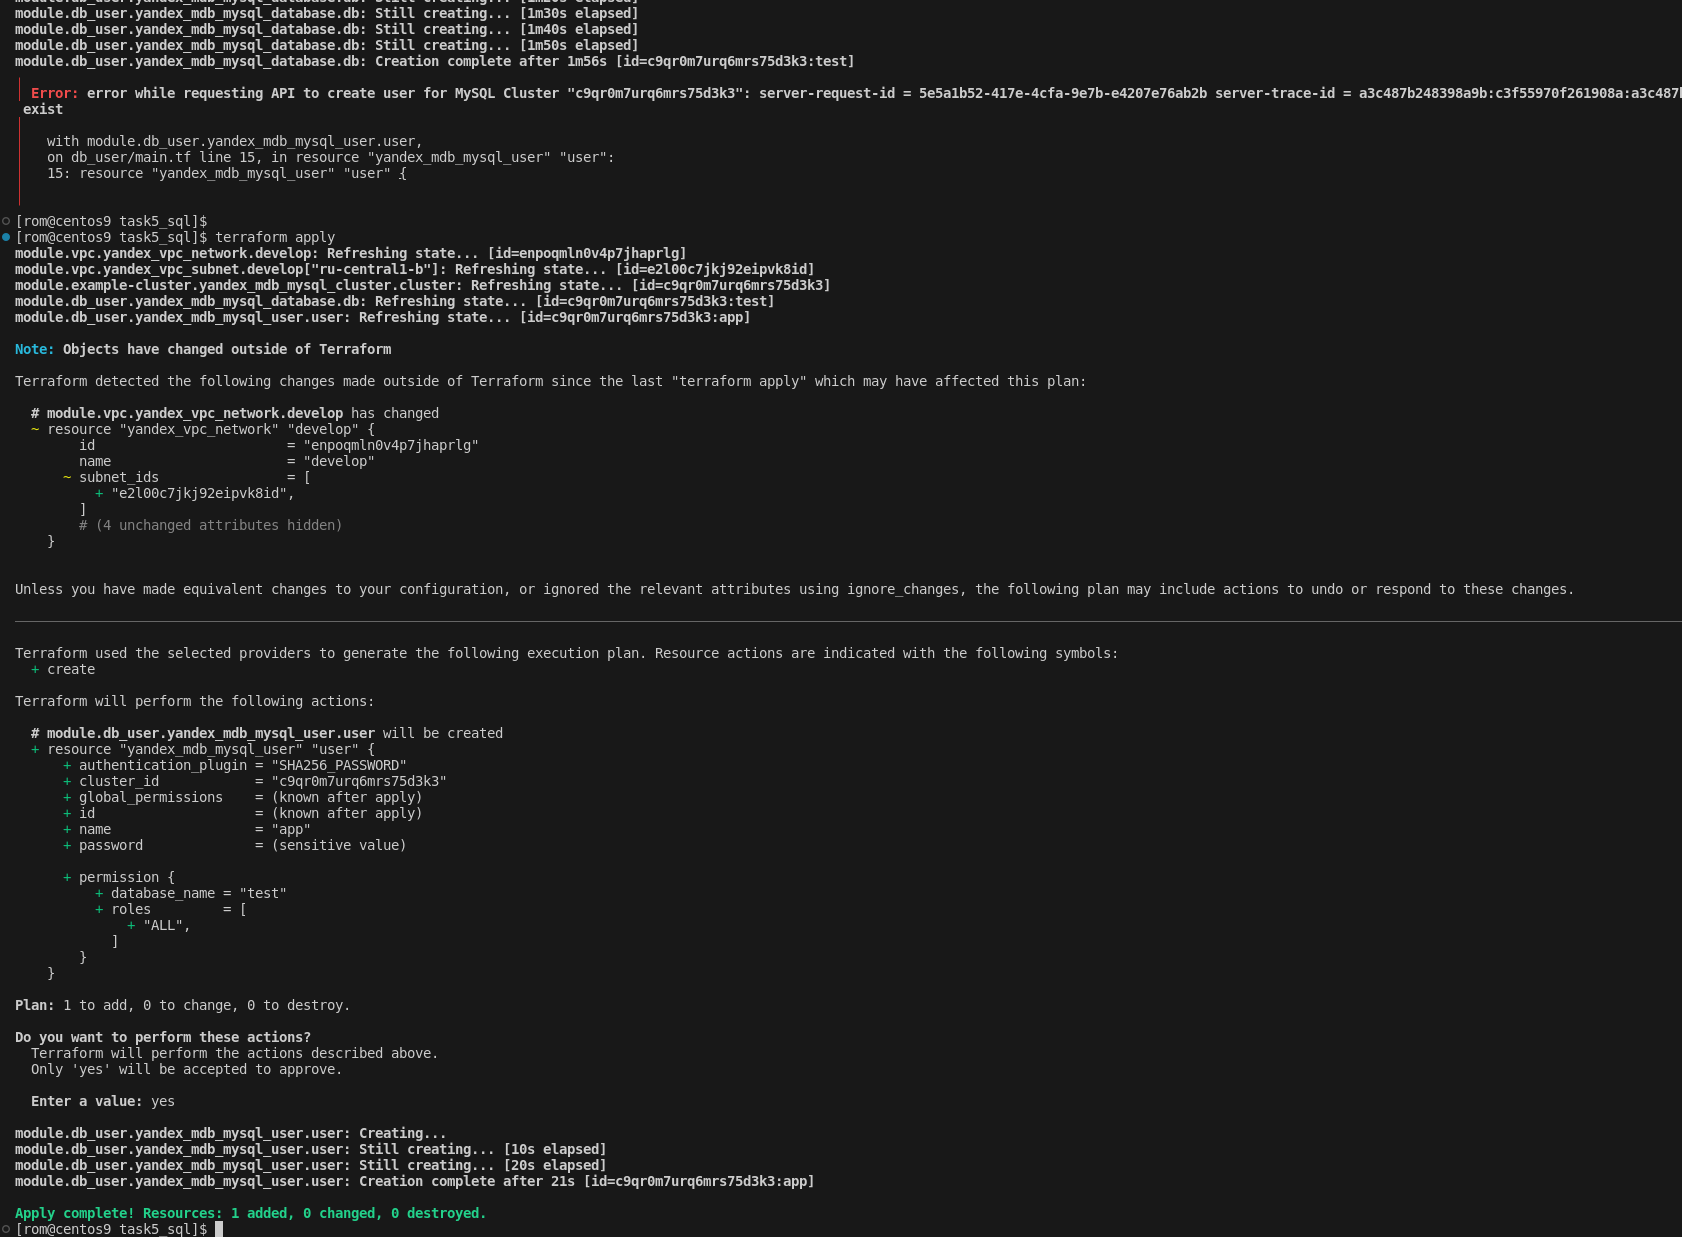 module.db_user.yandex_mdb_mysql_database.db: Still creating... [1m30s elapsed]
module.db_user.yandex_mdb_mysql_database.db: Still creating... [1m40s elapsed]
module.db_user.yandex_mdb_mysql_database.db: Still creating... [1m50s elapsed]
module.db_user.yandex_mdb_mysql_database.db: Creation complete after 1m56s [id=c9qr0m7urq6mrs75d3k3:test]
Error: error while requesting API to create user for MySQL Cluster "c9qr0m7urq6mrs75d3k3": server-request-id = 5e5a1b52-417e-4cfa-9e7b-e4207e76ab2b server-trace-id = a3c487b248398a9b:c3f55970f261908a:a3c487
exist
with module.db_user.yandex_mdb_mysql_user.user,
on db_user/main.tf line 15, in resource "yandex_mdb_mysql_user" "user":
15: resource "yandex_mdb_mysql_user" "user" {
[rom@centos9 task5_sql]$
[rom@centos9 task5_sql]$ terraform apply
module.vpc.yandex_vpc_network.develop: Refreshing state... [id=enpoqmln0v4p7jhaprlg]
module.vpc.yandex_vpc_subnet.develop["ru-central1-b"]: Refreshing state... [id=e2l00c7jkj92eipvk8id]
module.example-cluster.yandex_mdb_mysql_cluster.cluster: Refreshing state... [id=c9qr0m7urq6mrs75d3k3]
module.db_user.yandex_mdb_mysql_database.db: Refreshing state... [id=c9qr0m7urq6mrs75d3k3:test]
module.db_user.yandex_mdb_mysql_user.user: Refreshing state... [id=c9qr0m7urq6mrs75d3k3:app]
Note: Objects have changed outside of Terraform
Terraform detected the following changes made outside of Terraform since the last "terraform apply" which may have affected this plan:
# module.vpc.yandex_vpc_network.develop has changed
~ resource "yandex_vpc_network" "develop" {
id = "enpoqmln0v4p7jhaprlg"
name = "develop"
~ subnet_ids = [
+ "e2l00c7jkj92eipvk8id",
]
# (4 unchanged attributes hidden)
}
Unless you have made equivalent changes to your configuration, or ignored the relevant attributes using ignore_changes, the following plan may include actions to undo or respond to these changes.
Terraform used the selected providers to generate the following execution plan. Resource actions are indicated with the following symbols:
+ create
Terraform will perform the following actions:
# module.db_user.yandex_mdb_mysql_user.user will be created
+ resource "yandex_mdb_mysql_user" "user" {
+ authentication_plugin = "SHA256_PASSWORD"
+ cluster_id = "c9qr0m7urq6mrs75d3k3"
+ global_permissions = (known after apply)
+ id = (known after apply)
+ name = "app"
+ password = (sensitive value)
+ permission {
+ database_name = "test"
+ roles = [
+ "ALL",
]
}
}
Plan: 1 to add, 0 to change, 0 to destroy.
Do you want to perform these actions?
Terraform will perform the actions described above.
Only 'yes' will be accepted to approve.
Enter a value: yes
module.db_user.yandex_mdb_mysql_user.user: Creating...
module.db_user.yandex_mdb_mysql_user.user: Still creating... [10s elapsed]
module.db_user.yandex_mdb_mysql_user.user: Still creating... [20s elapsed]
module.db_user.yandex_mdb_mysql_user.user: Creation complete after 21s [id=c9qr0m7urq6mrs75d3k3:app]
Apply complete! Resources: 1 added, 0 changed, 0 destroyed.
[rom@centos9 task5_sql]$